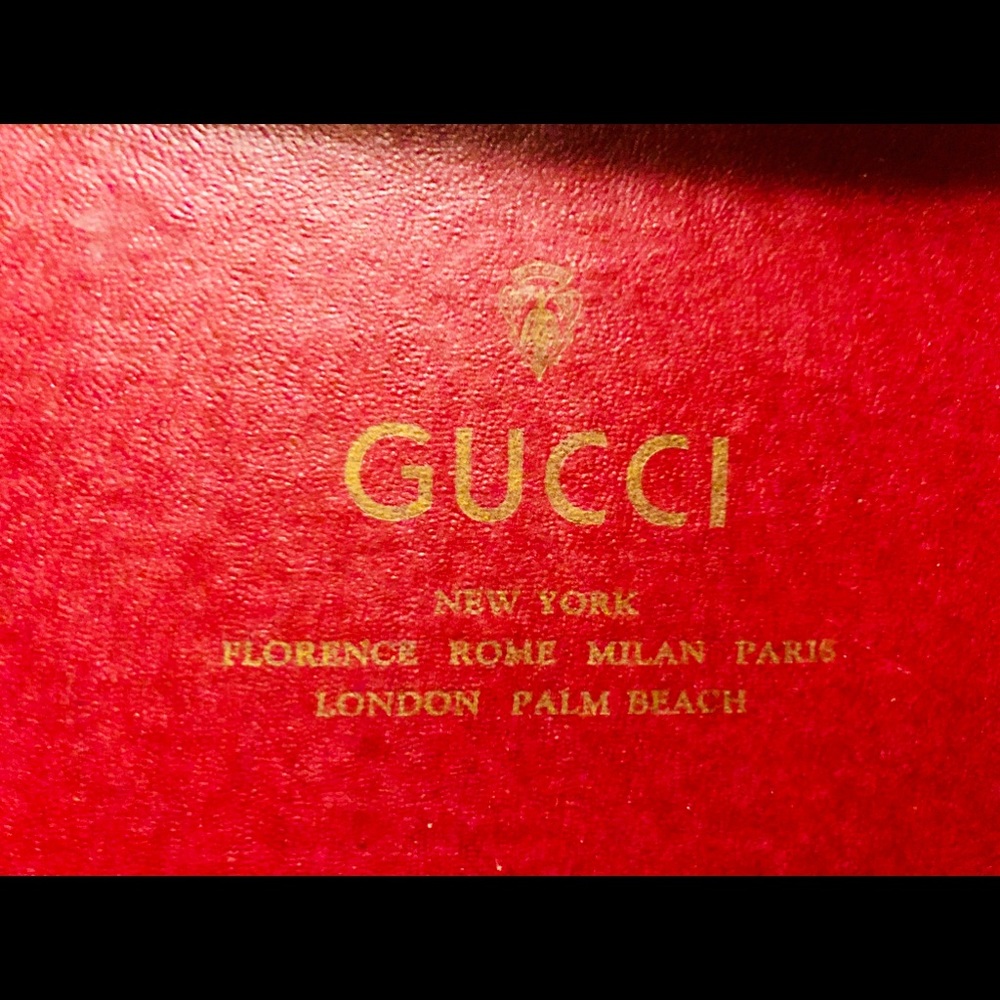 GUCCI
NEW YORK
FLORENCE ROME MILAN PARIS
LONDON PALM BEACH